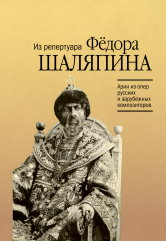 Из репертуара
Фёдора
ШАЛЯПИНА
Арии из опер
русских
и зарубежных
композиторов